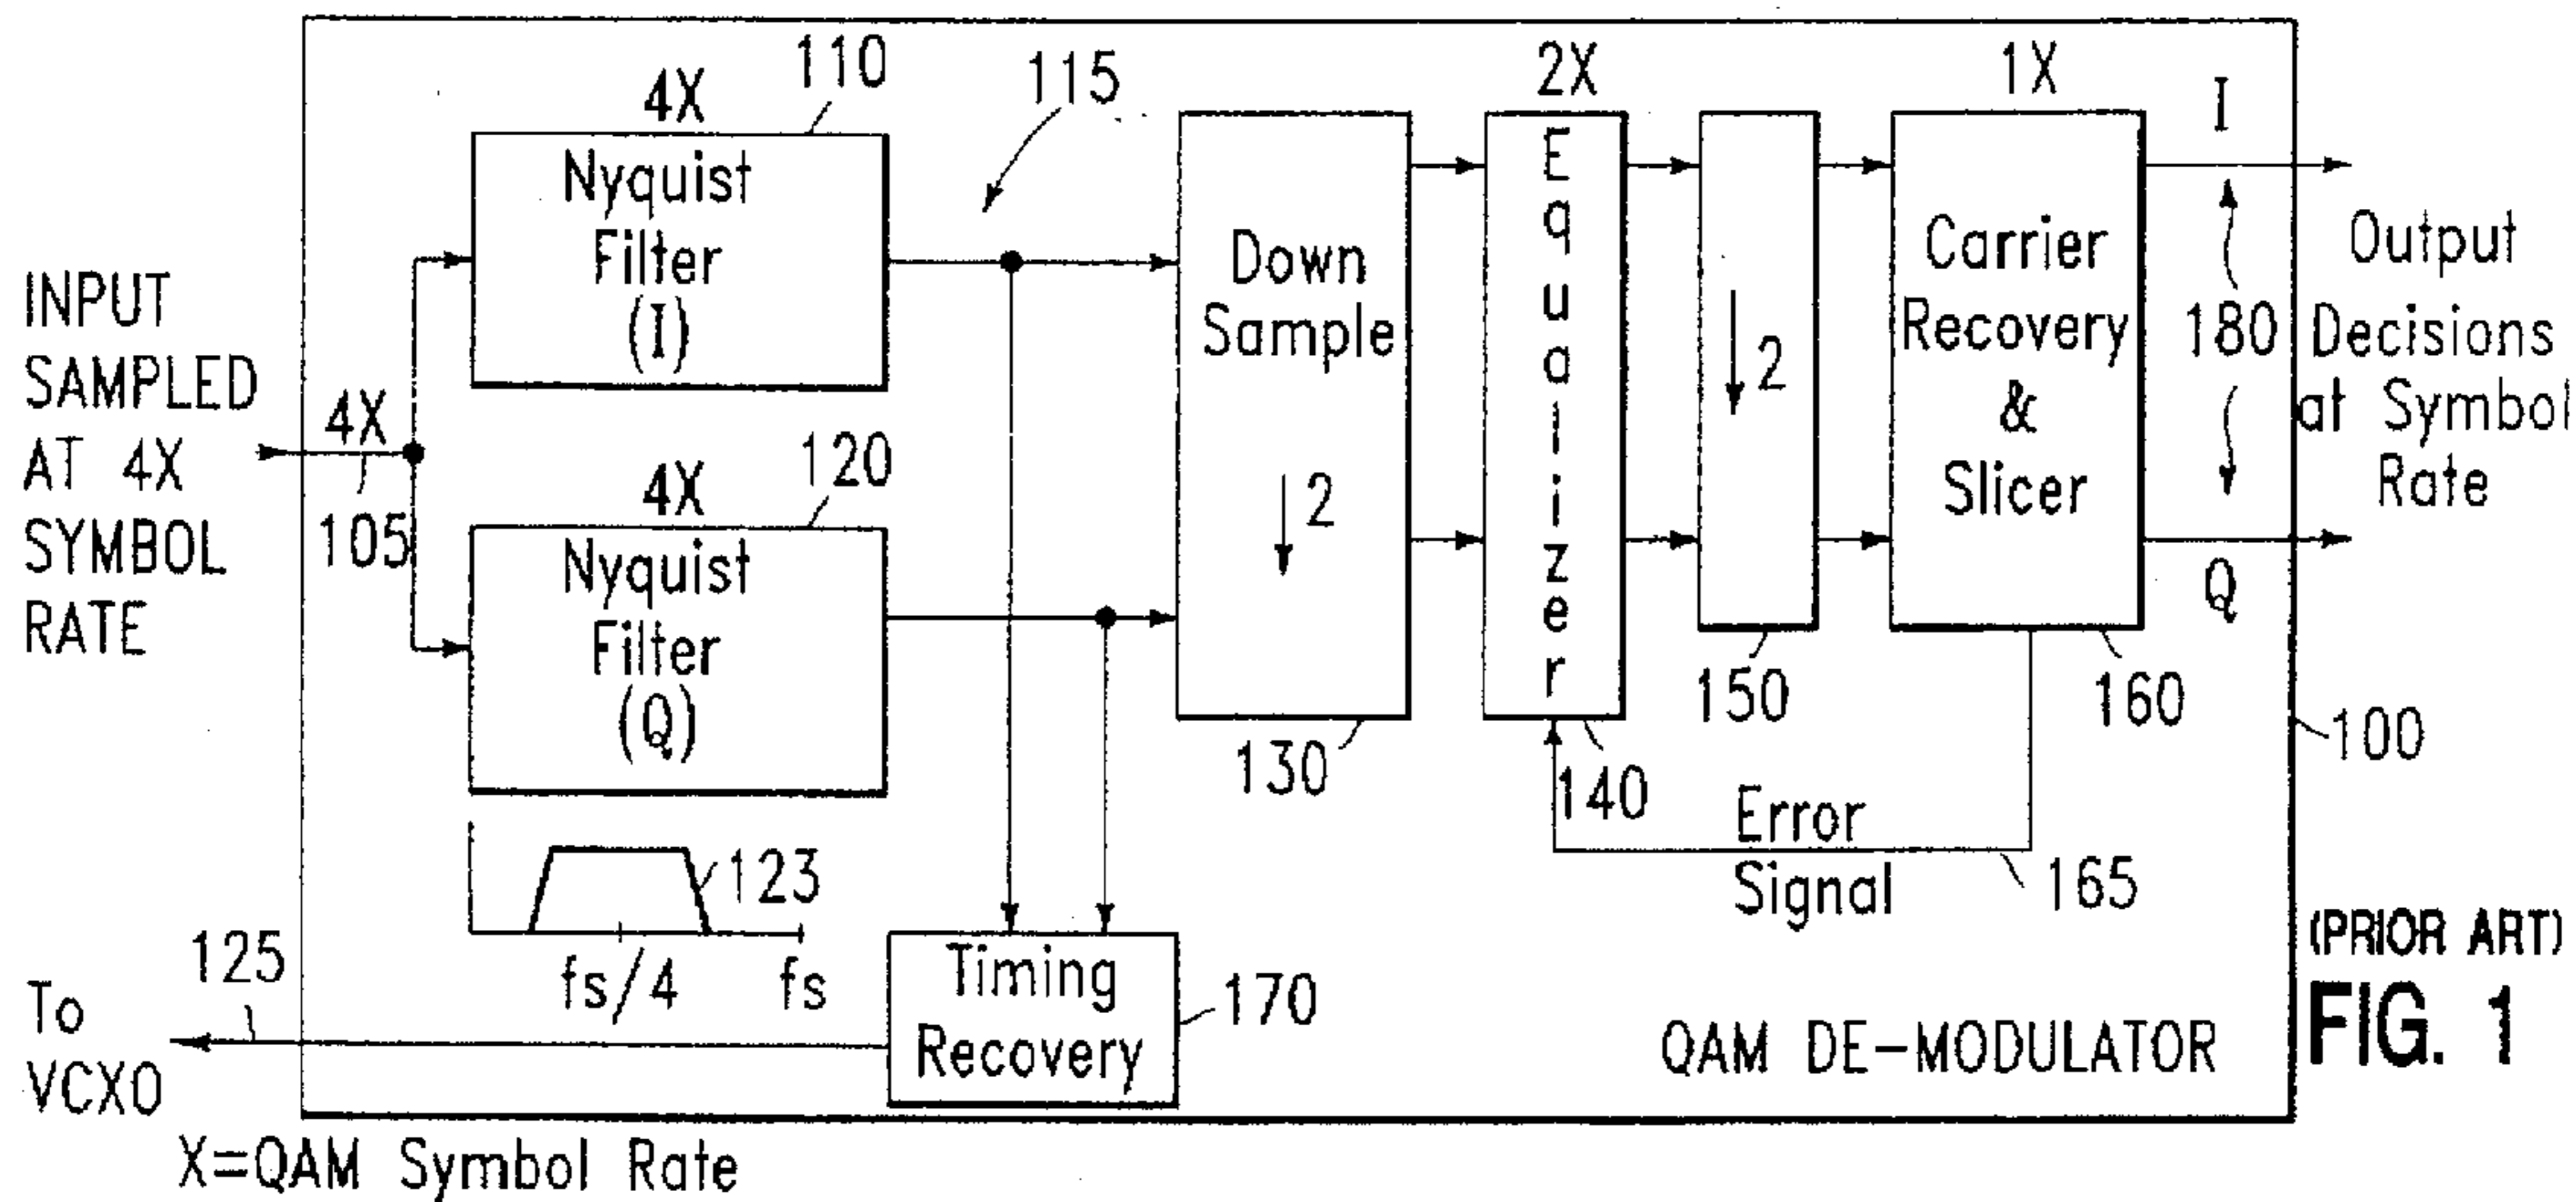 INPUT
SAMPLED
AT 4X
SYMBOL
RATE
4X
105
4X
110
Nyquist
Filter
(I)
115
4X
120
Nyquist
Filter
(Q)
123
fs/4
fs
125
To
VCXO
Timing
Recovery
170
Down
Sample
↓2
130
2X
Equalizer
140
↓2
150
1X
Carrier
Recovery
&
Slicer
160
Error
Signal
165
I
180
Q
Output
Decisions
at Symbol
Rate
100
QAM DE-MODULATOR
(PRIOR ART)
FIG. 1
X=QAM Symbol Rate